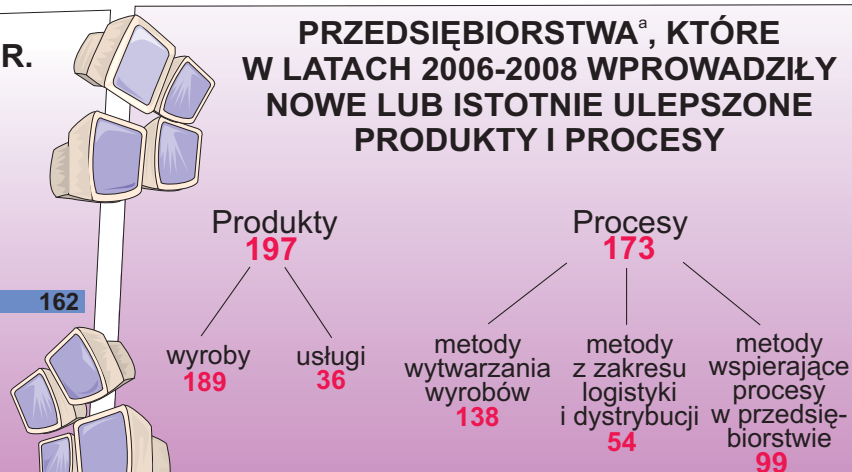 R.
162
PRZEDSIĘBIORSTWAᵃ, KTÓRE
W LATACH 2006-2008 WPROWADZIŁY
NOWE LUB ISTOTNIE ULEPSZONE
PRODUKTY I PROCESY
Produkty
197
wyroby
189
usługi
36
Procesy
173
metody
wytwarzania
wyrobów
138
metody
z zakresu
logistyki
i dystrybucji
54
metody
wspierające
procesy
w przedsię-
biorstwie
99